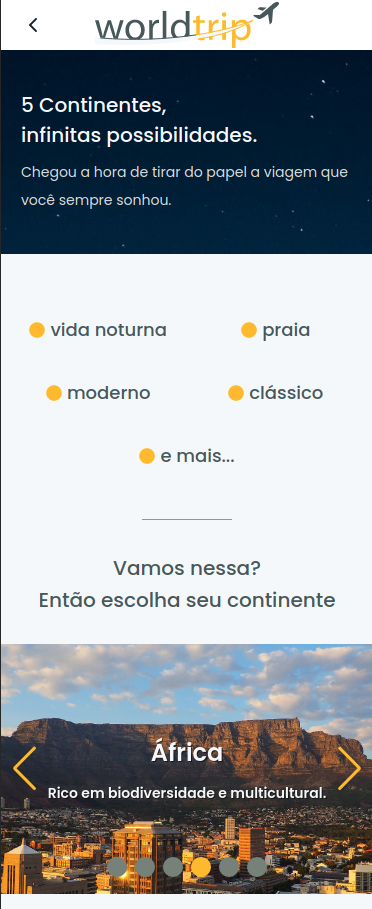 worldtrip
5 Continentes,
infinitas possibilidades.
Chegou a hora de tirar do papel a viagem que
você sempre sonhou.
vida noturna
praia
moderno
clássico
e mais...
Vamos nessa?
Então escolha seu continente
África
Rico em biodiversidade e multicultural.